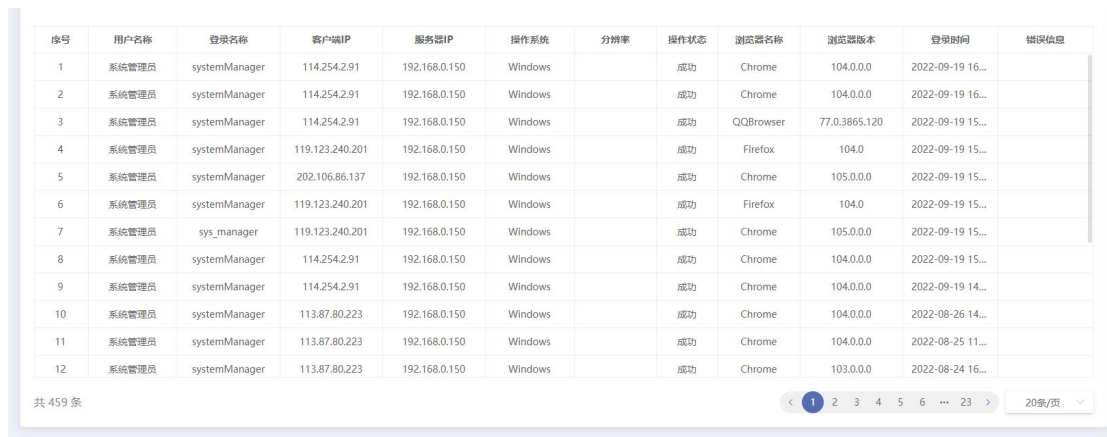 序号 用户名称 登录名称 客户端IP 服务器IP 操作系统 分辨率 操作状态 浏览器名称 浏览器版本 登录时间 错误信息
1 系统管理员 systemManager 114.254.2.91 192.168.0.150 Windows 成功 Chrome 104.0.0.0 2022-09-19 16...
2 系统管理员 systemManager 114.254.2.91 192.168.0.150 Windows 成功 Chrome 104.0.0.0 2022-09-19 16...
3 系统管理员 systemManager 114.254.2.91 192.168.0.150 Windows 成功 QQBrowser 77.0.3865.120 2022-09-19 15...
4 系统管理员 systemManager 119.123.240.201 192.168.0.150 Windows 成功 Firefox 104.0 2022-09-19 15...
5 系统管理员 systemManager 202.106.86.137 192.168.0.150 Windows 成功 Chrome 105.0.0.0 2022-09-19 15...
6 系统管理员 systemManager 119.123.240.201 192.168.0.150 Windows 成功 Firefox 104.0 2022-09-19 15...
7 系统管理员 sys_manager 119.123.240.201 192.168.0.150 Windows 成功 Chrome 105.0.0.0 2022-09-19 15...
8 系统管理员 systemManager 114.254.2.91 192.168.0.150 Windows 成功 Chrome 104.0.0.0 2022-09-19 15...
9 系统管理员 systemManager 114.254.2.91 192.168.0.150 Windows 成功 Chrome 104.0.0.0 2022-09-19 14...
10 系统管理员 systemManager 113.87.80.223 192.168.0.150 Windows 成功 Chrome 104.0.0.0 2022-08-26 14...
11 系统管理员 systemManager 113.87.80.223 192.168.0.150 Windows 成功 Chrome 104.0.0.0 2022-08-25 11...
12 系统管理员 systemManager 113.87.80.223 192.168.0.150 Windows 成功 Chrome 103.0.0.0 2022-08-24 16...
共 459 条 < 1 2 3 4 5 6 ... 23 > 20条/页